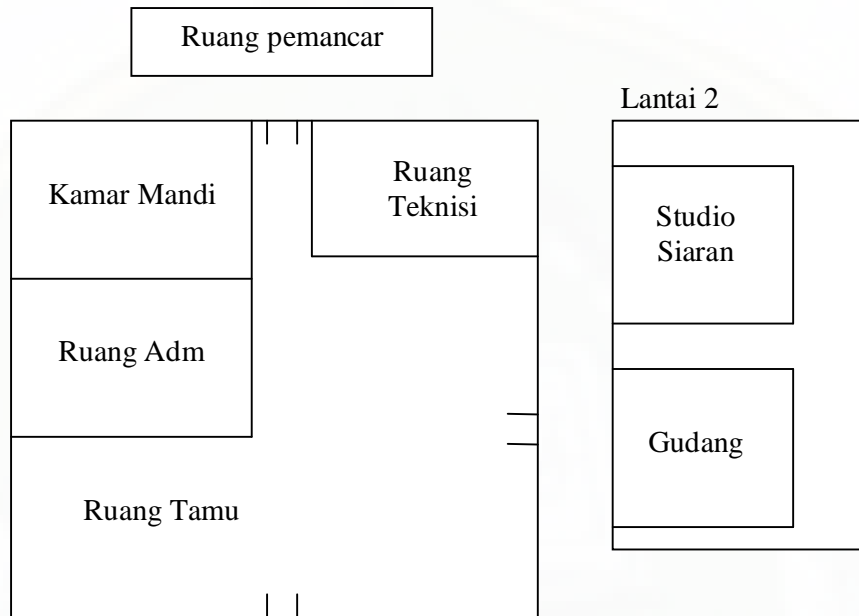 Ruang pemancar
Lantai 2
Kamar Mandi
Ruang
Teknisi
Studio
Siaran
Ruang Adm
Gudang
Ruang Tamu